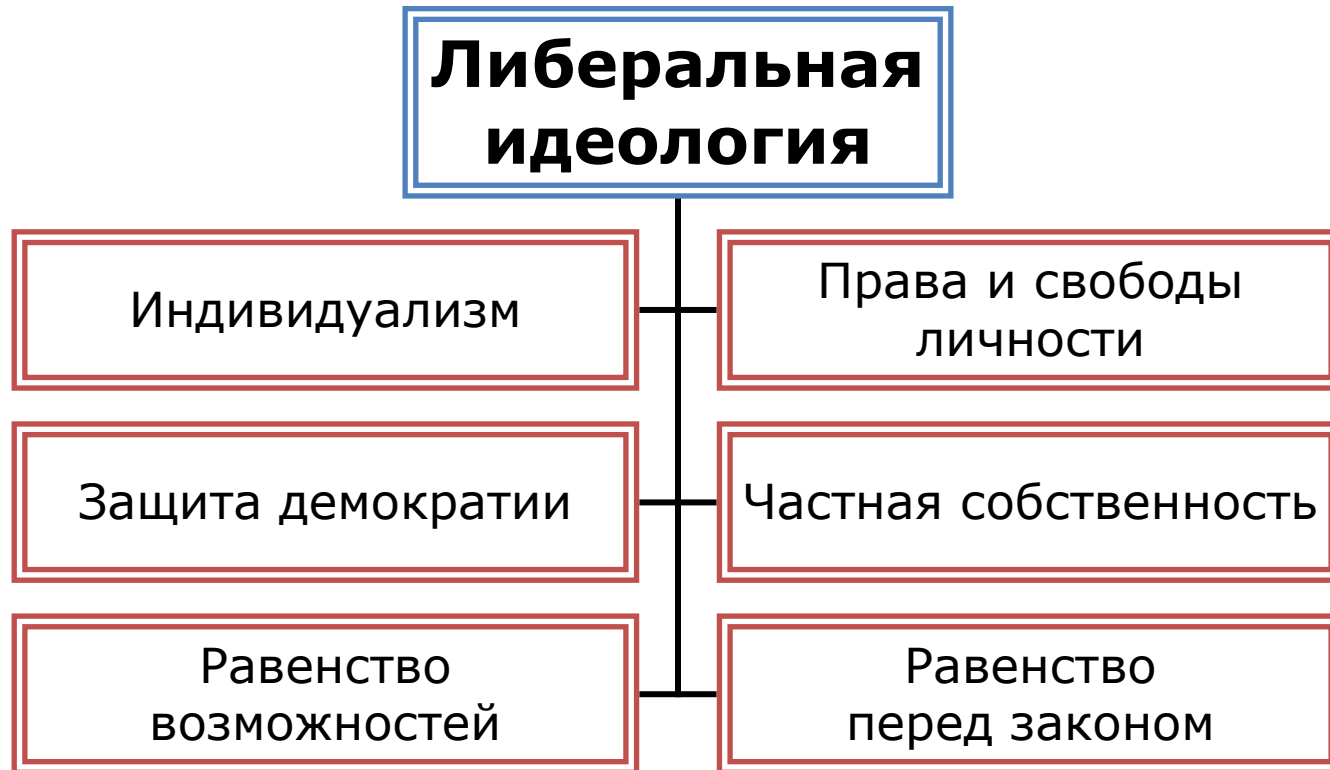 Либеральная
идеология
Индивидуализм
Права и свободы
личности
Защита демократии
Частная собственность
Равенство
возможностей
Равенство
перед законом